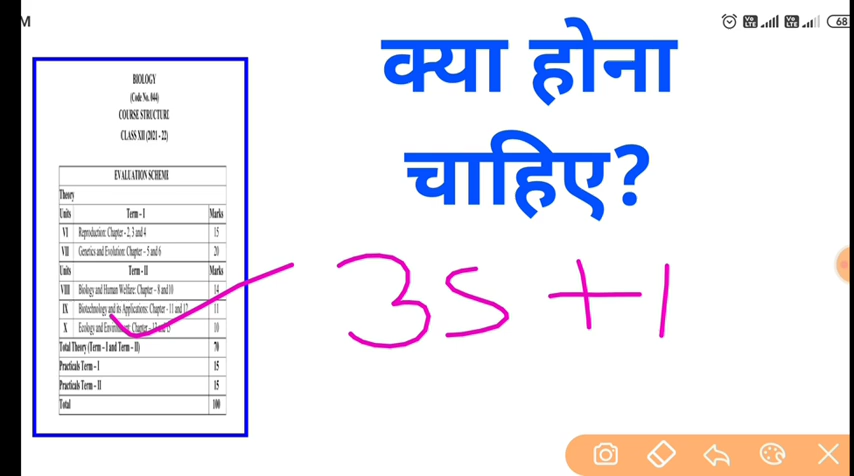 M
68
BIOLOGY
(Code No. 044)
COURSE STRUCTURE
CLASS XII (2021 - 22)
EVALUATION SCHEME
Theory
Units Term – I Marks
VI Reproduction: Chapter - 2, 3 and 4 15
VII Genetics and Evolution: Chapter – 5 and 6 20
Units Term – II Marks
VIII Biology and Human Welfare: Chapter – 8 and 10 14
IX Biotechnology and its Applications: Chapter - 11 and 12 11
X Ecology and Environment: Chapter 10
Total Theory (Term – I and Term – II) 70
Practicals Term – I 15
Practicals Term – II 15
Total 100
क्या होना
चाहिए?
35 + 1